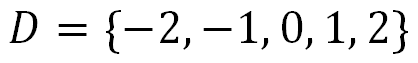 D = {−2, −1, 0, 1, 2}